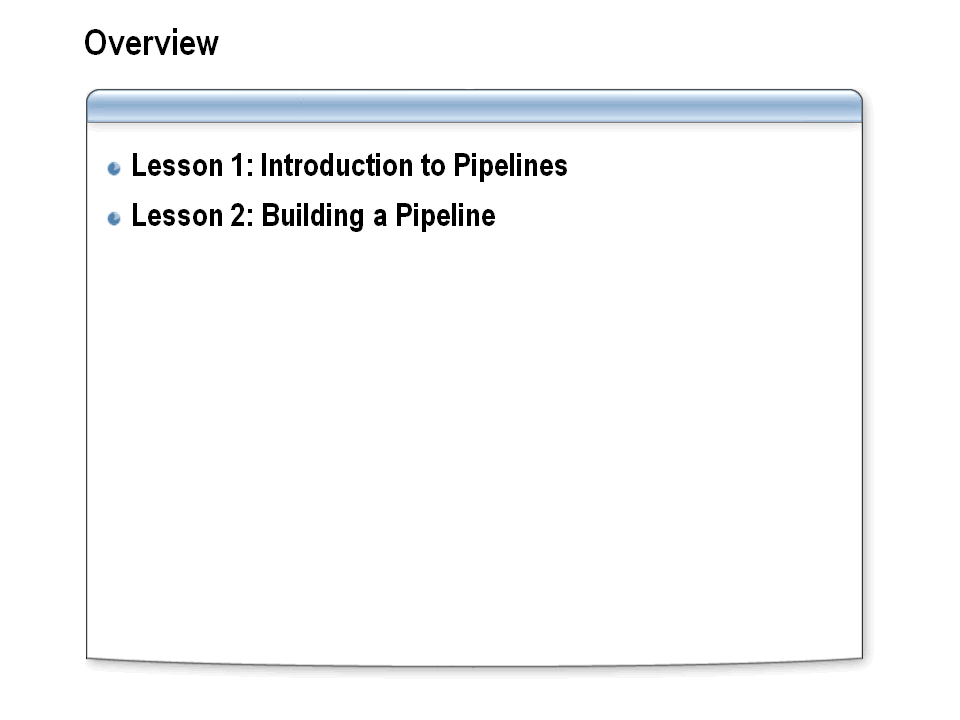 Overview
Lesson 1: Introduction to Pipelines
Lesson 2: Building a Pipeline